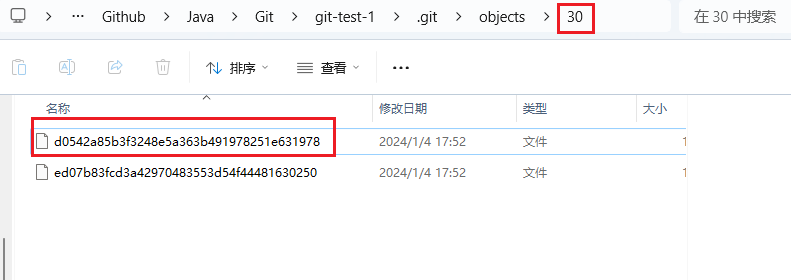 … Github > Java > Git > git-test-1 > .git > objects > 30 在 30 中搜索
排序 查看 …
名称 修改日期 类型 大小
d0542a85b3f3248e5a363b491978251e631978 2024/1/4 17:52 文件 1
ed07b83fcd3a42970483553d54f44481630250 2024/1/4 17:52 文件 1